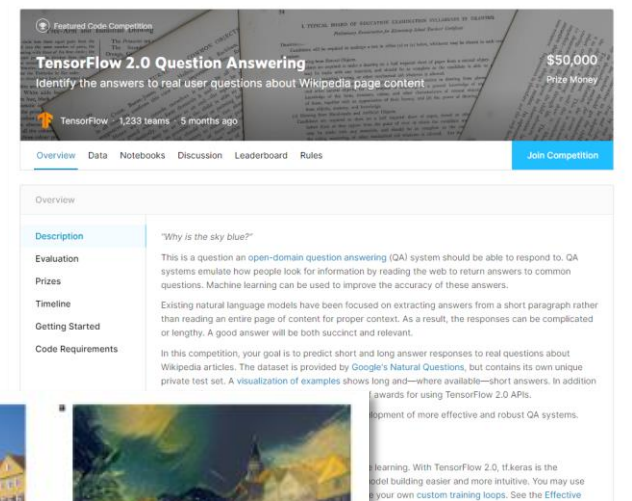 Featured Code Competition
TensorFlow 2.0 Question Answering
Identify the answers to real user questions about Wikipedia page content
$50,000
Prize Money
TensorFlow · 1,233 teams · 5 months ago
Overview Data Notebooks Discussion Leaderboard Rules
Join Competition
Overview
Description
Evaluation
Prizes
Timeline
Getting Started
Code Requirements
"Why is the sky blue?"
This is a question an open-domain question answering (QA) system should be able to respond to. QA
systems emulate how people look for information by reading the web to return answers to common
questions. Machine learning can be used to improve the accuracy of these answers.
Existing natural language models have been focused on extracting answers from a short paragraph rather
than reading an entire page of content for proper context. As a result, the responses can be complicated
or lengthy. A good answer will be both succinct and relevant.
In this competition, your goal is to predict short and long answer responses to real questions about
Wikipedia articles. The dataset is provided by Google's Natural Questions, but contains its own unique
private test set. A visualization of examples shows long and—where available—short answers. In addition
awards for using TensorFlow 2.0 APIs.
of more effective and robust QA systems.
learning. With TensorFlow 2.0, tf.keras is the
building easier and more intuitive. You may use
your own custom training loops. See the Effective